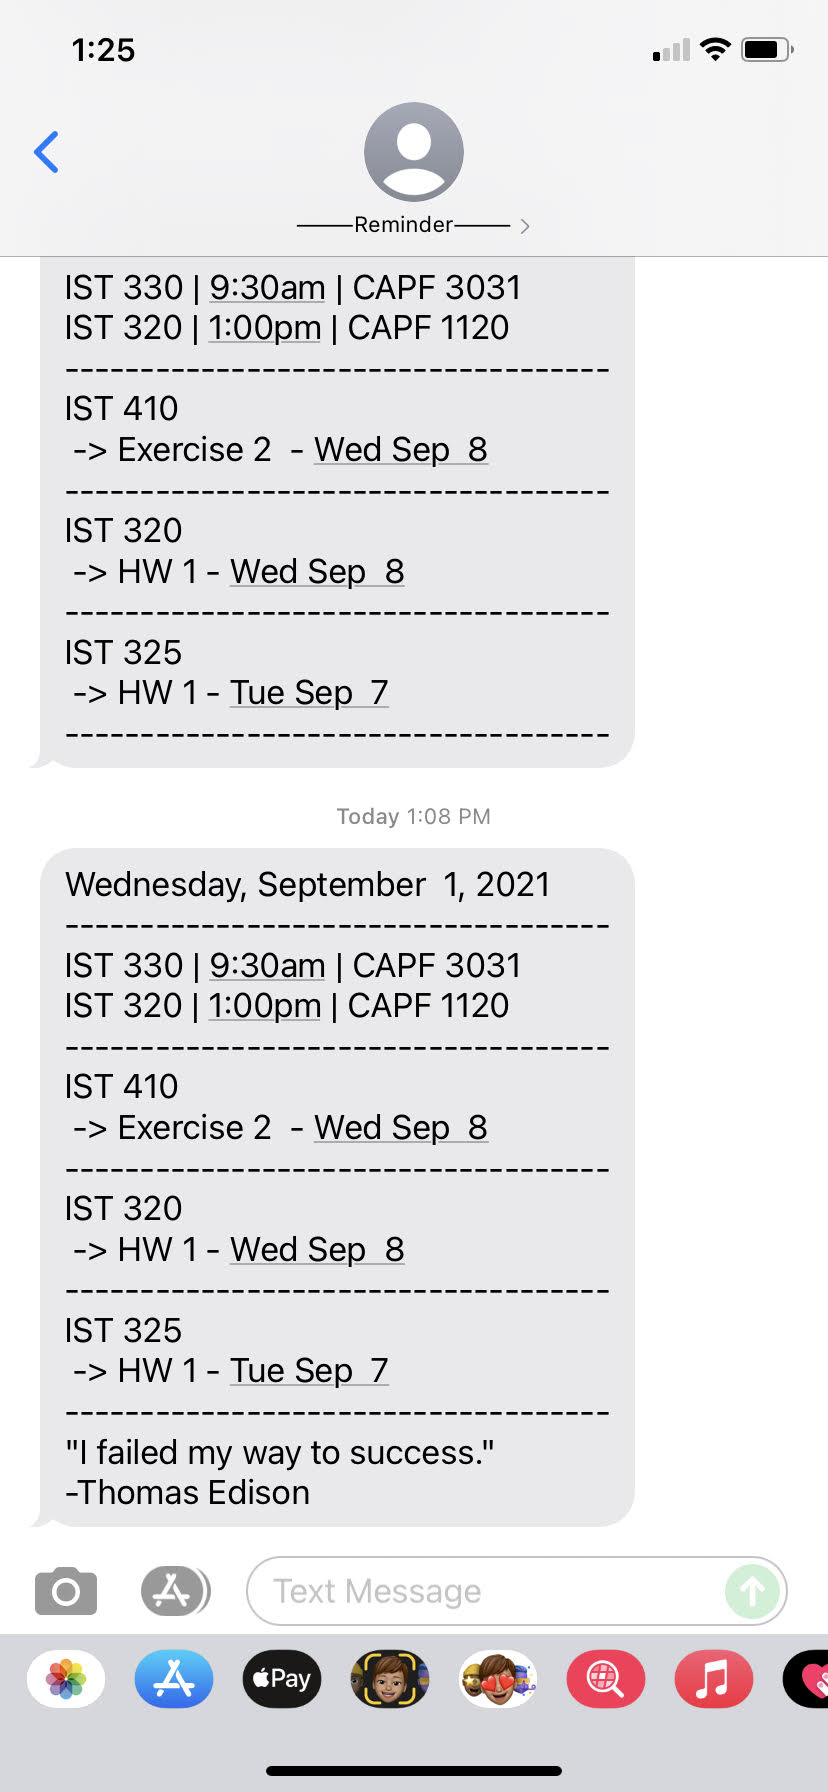 1:25
———Reminder———
IST 330 | 9:30am | CAPF 3031
IST 320 | 1:00pm | CAPF 1120
------------------------------------
IST 410
 -> Exercise 2  - Wed Sep  8
------------------------------------
IST 320
 -> HW 1 - Wed Sep  8
------------------------------------
IST 325
 -> HW 1 - Tue Sep  7
------------------------------------
Today 1:08 PM
Wednesday, September  1, 2021
------------------------------------
IST 330 | 9:30am | CAPF 3031
IST 320 | 1:00pm | CAPF 1120
------------------------------------
IST 410
 -> Exercise 2  - Wed Sep  8
------------------------------------
IST 320
 -> HW 1 - Wed Sep  8
------------------------------------
IST 325
 -> HW 1 - Tue Sep  7
------------------------------------
"I failed my way to success."
-Thomas Edison
Text Message
Pay